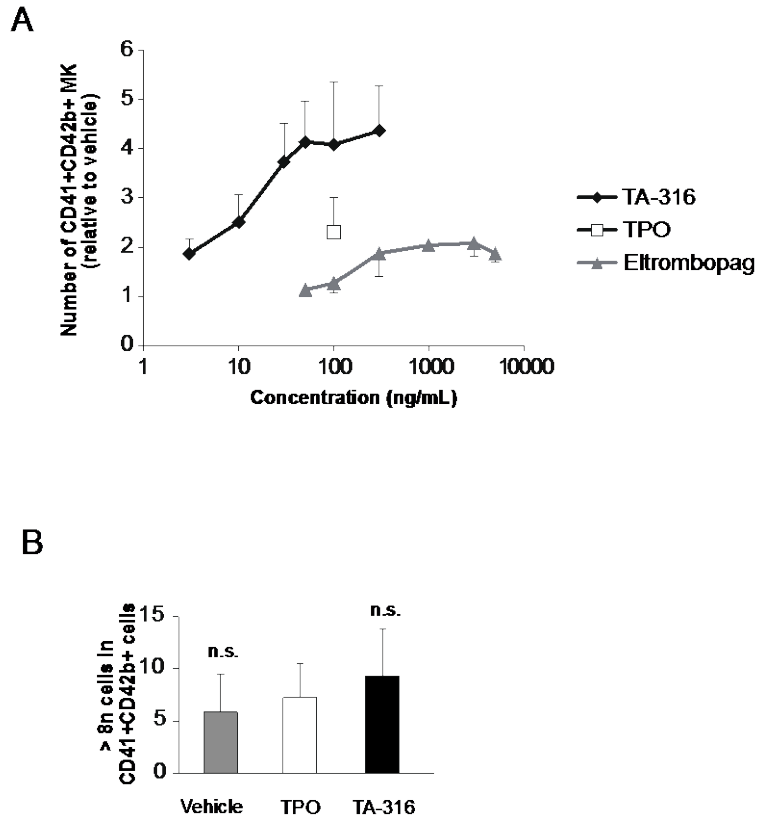 A
Number of CD41+CD42b+ MK
(relative to vehicle)
6
5
4
3
2
1
0
1 10 100 1000 10000
Concentration (ng/mL)
TA-316
TPO
Eltrombopag
B
> 8n cells in
CD41+CD42b+ cells
15
10
5
0
n.s.
n.s.
Vehicle TPO TA-316